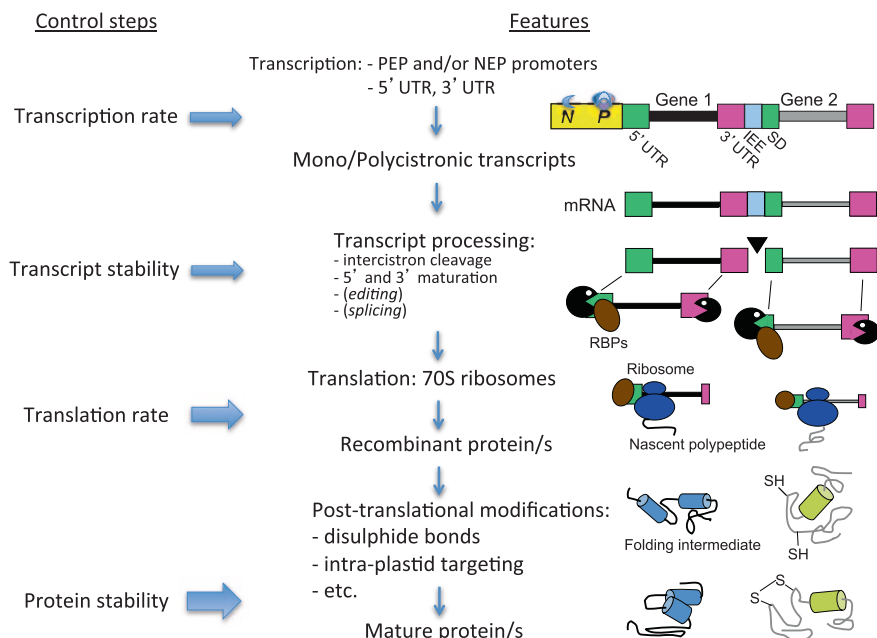 Control steps
Features
Transcription: - PEP and/or NEP promoters
- 5' UTR, 3' UTR
Transcription rate
N P
Gene 1
Gene 2
5' UTR
3' UTR
IEE
SD
Mono/Polycistronic transcripts
mRNA
Transcript processing:
- intercistron cleavage
- 5' and 3' maturation
- (editing)
- (splicing)
Transcript stability
RBPs
Translation: 70S ribosomes
Ribosome
Translation rate
Nascent polypeptide
Recombinant protein/s
Post-translational modifications:
- disulphide bonds
- intra-plastid targeting
- etc.
SH
Folding intermediate
SH
Protein stability
S
S
Mature protein/s